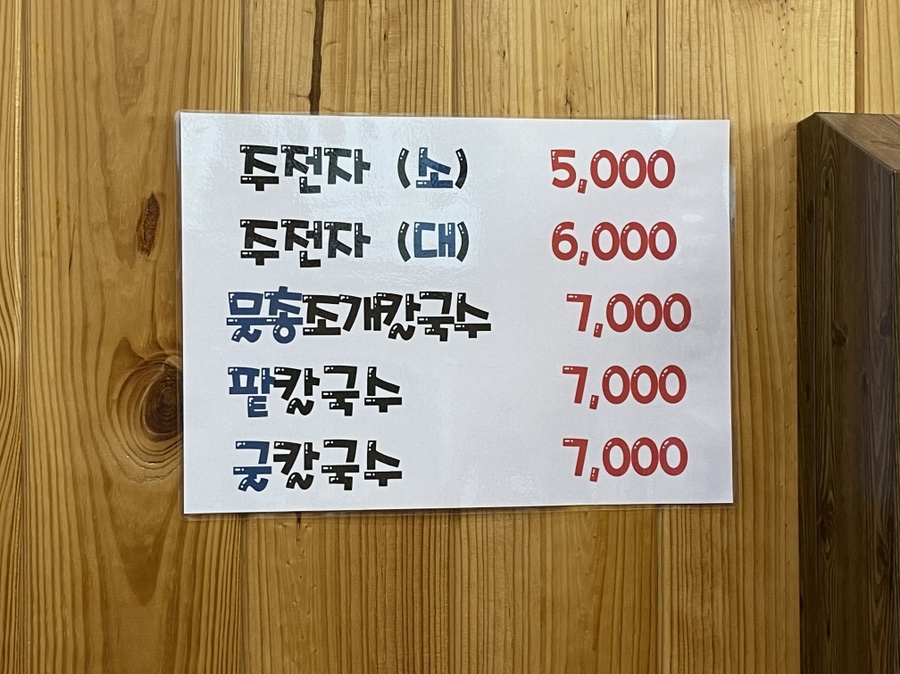 주전자 (소) 5,000
주전자 (대) 6,000
물총조개칼국수 7,000
팥칼국수 7,000
굴칼국수 7,000